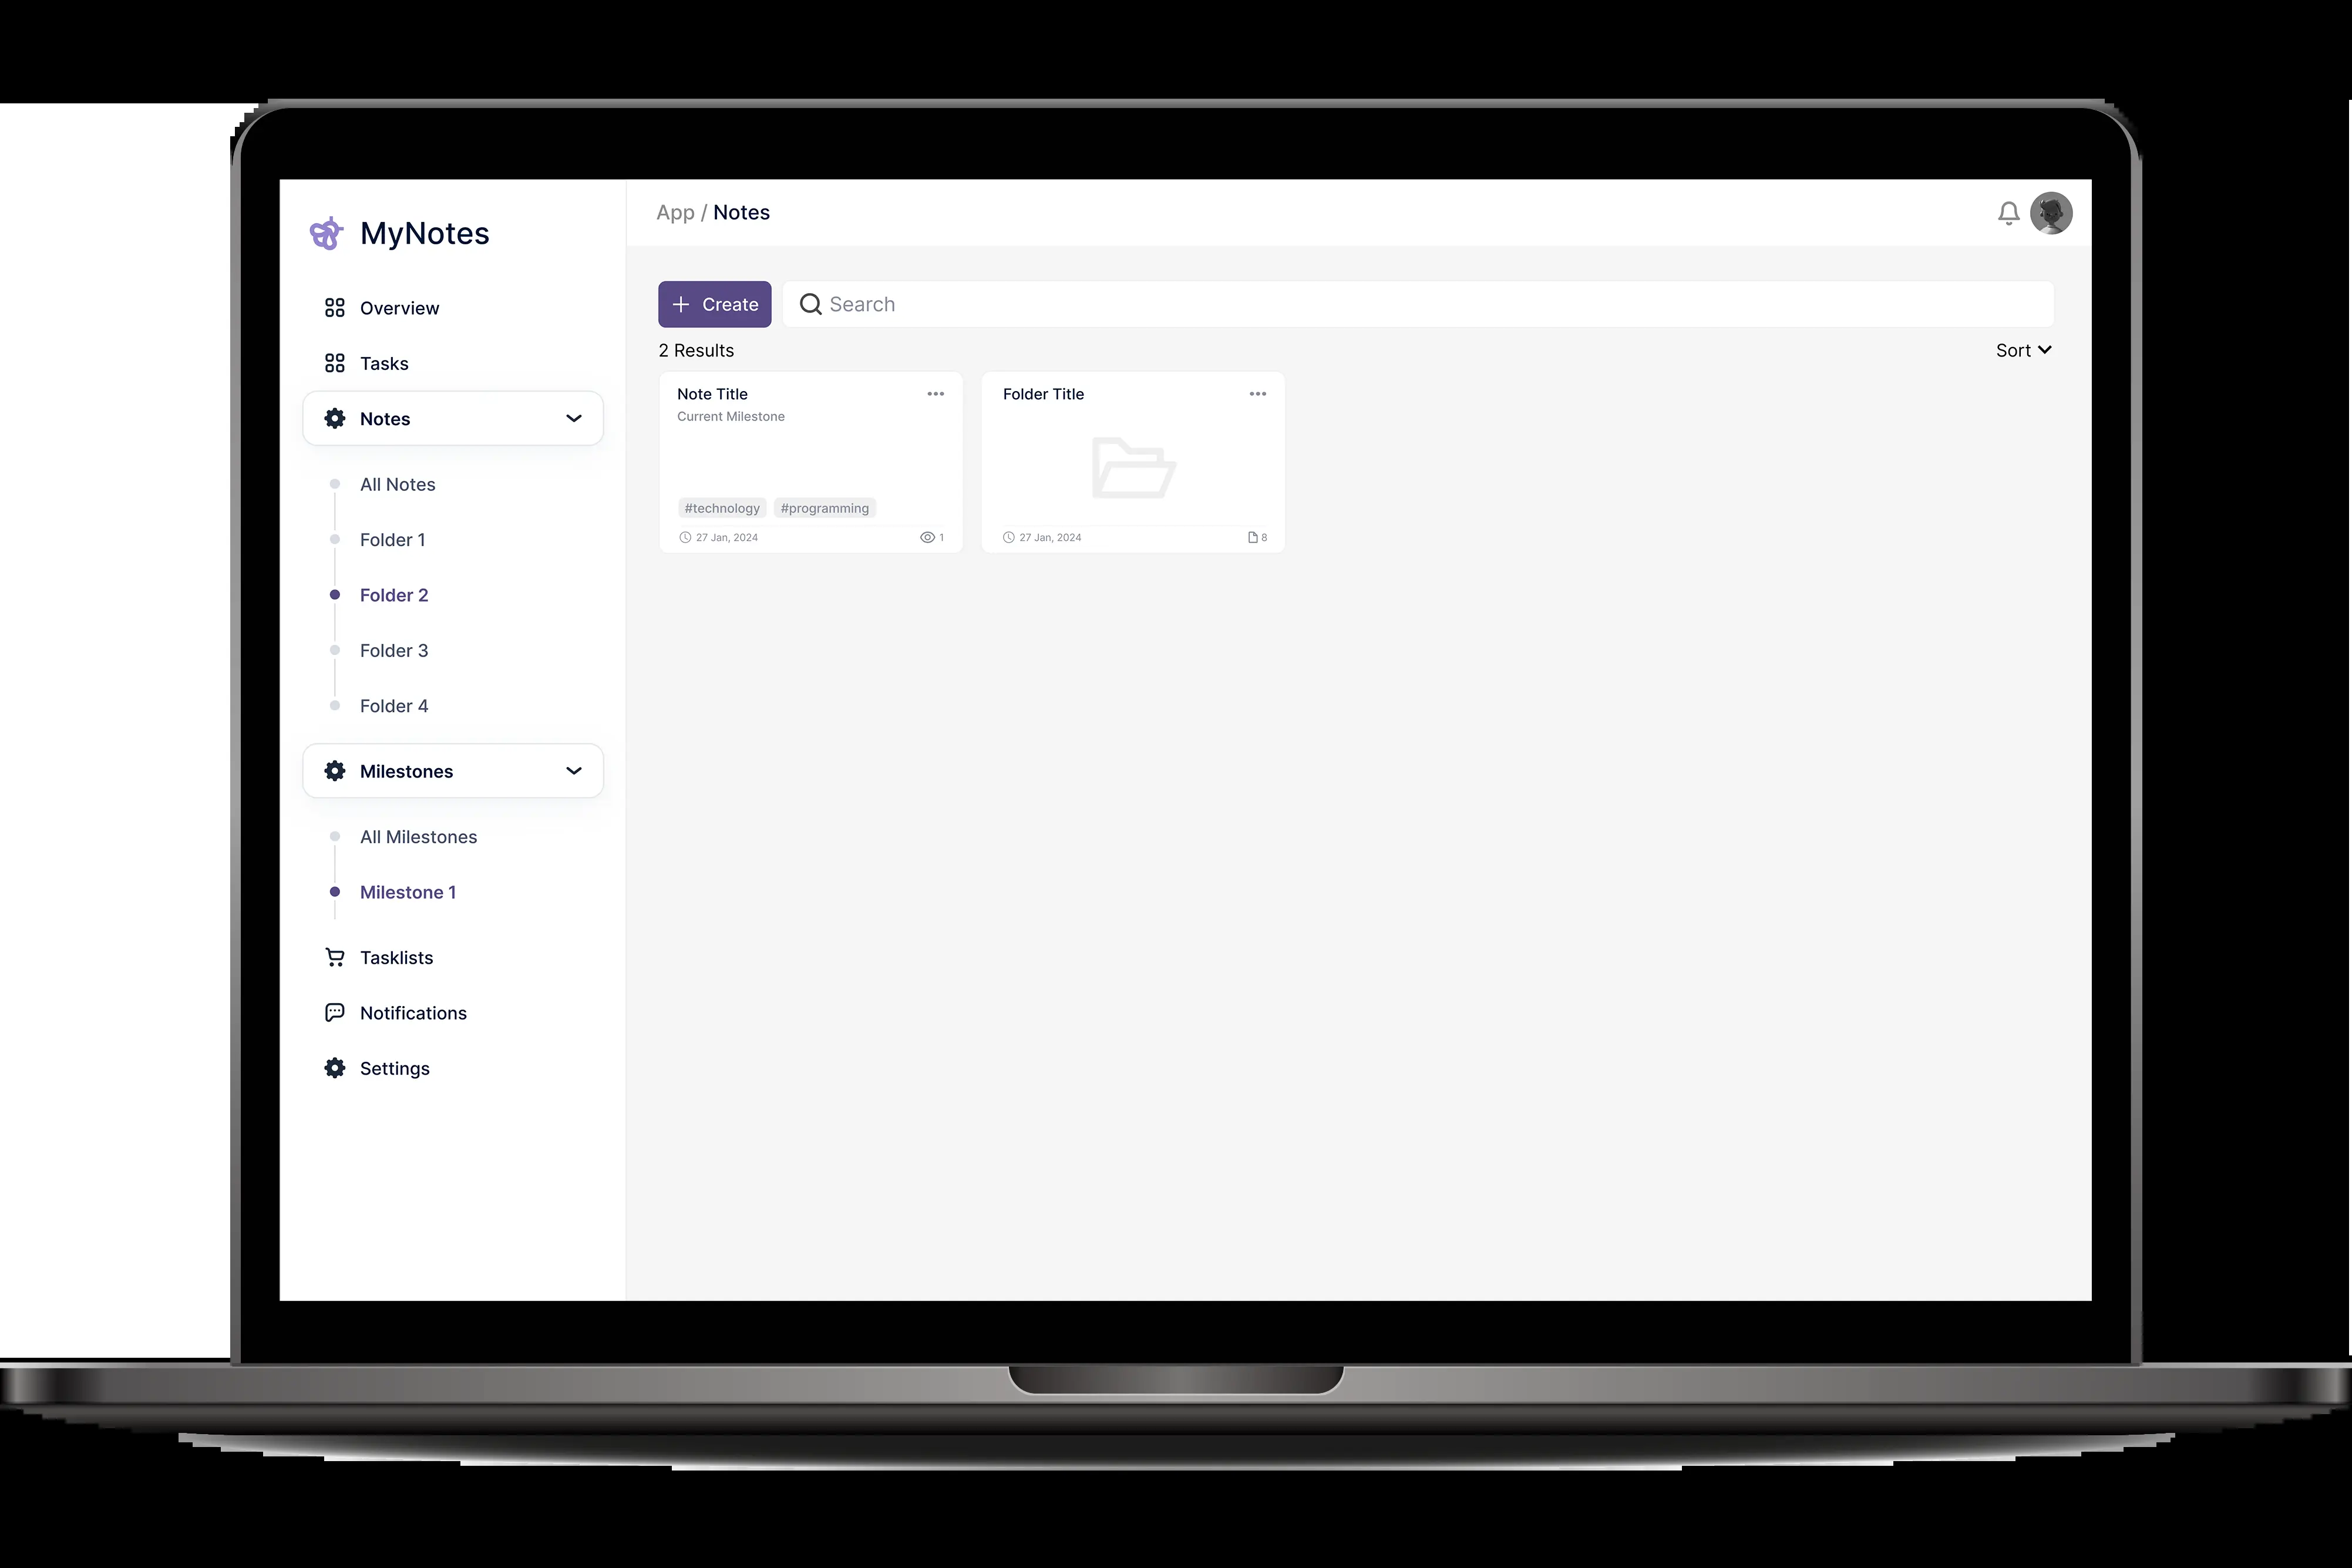 MyNotes
Overview
Tasks
Notes
All Notes
Folder 1
Folder 2
Folder 3
Folder 4
Milestones
All Milestones
Milestone 1
Tasklists
Notifications
Settings
App / Notes
+ Create
Search
2 Results
Sort
Note Title
Current Milestone
#technology #programming
27 Jan, 2024 1
Folder Title
27 Jan, 2024 8